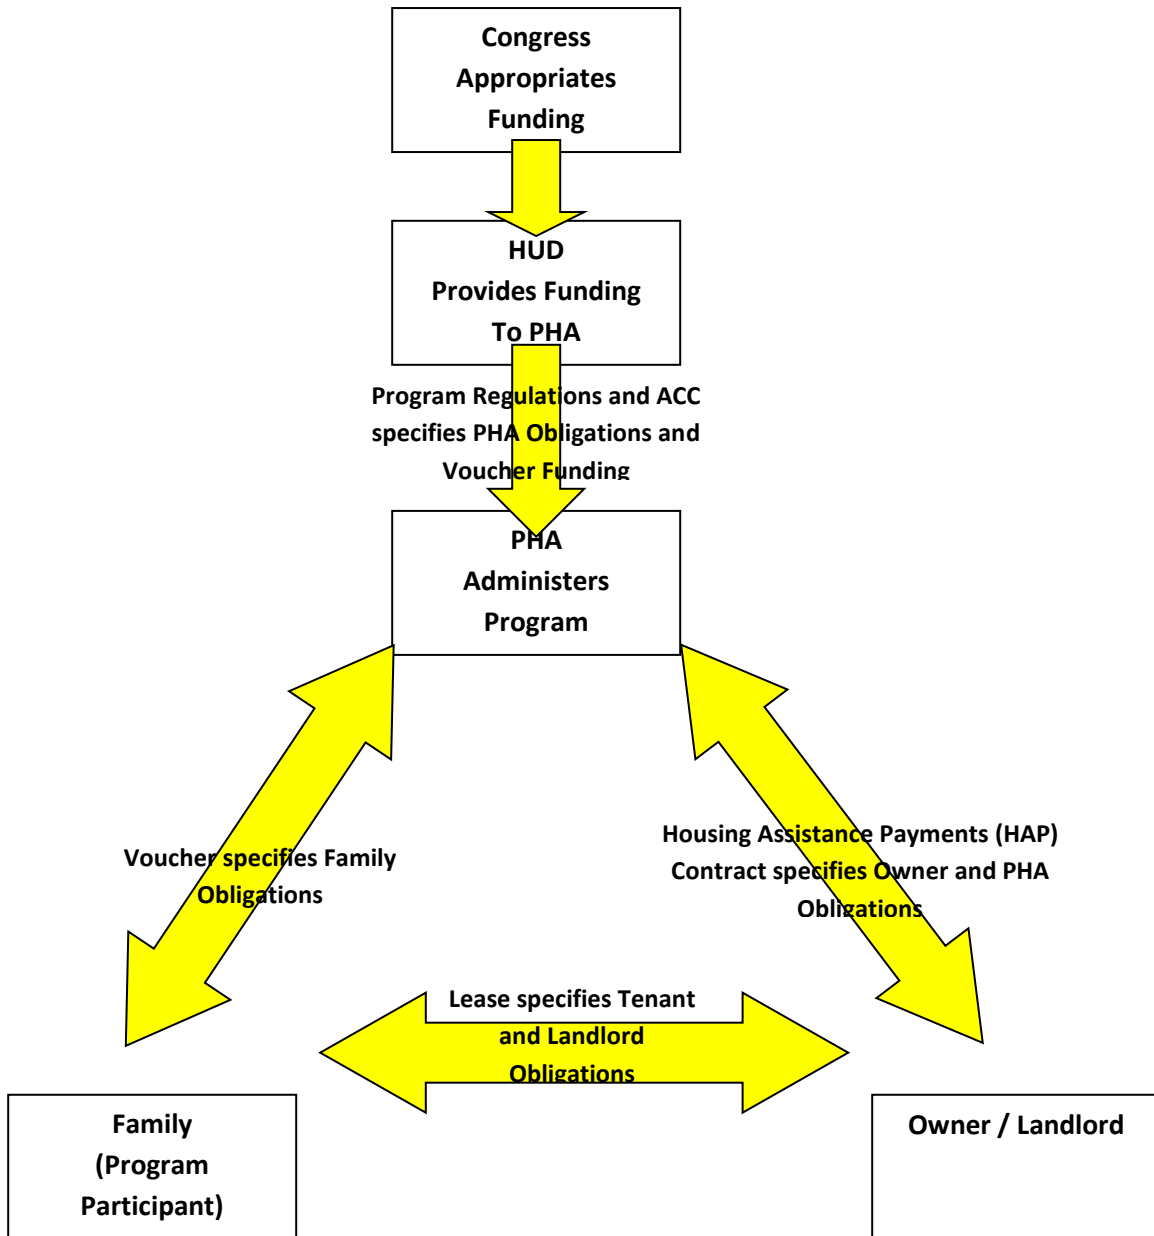 Congress
Appropriates
Funding
HUD
Provides Funding
To PHA
Program Regulations and ACC
specifies PHA Obligations and
Voucher Funding
PHA
Administers
Program
Voucher specifies Family
Obligations
Housing Assistance Payments (HAP)
Contract specifies Owner and PHA
Obligations
Lease specifies Tenant
and Landlord
Obligations
Family
(Program
Participant)
Owner / Landlord